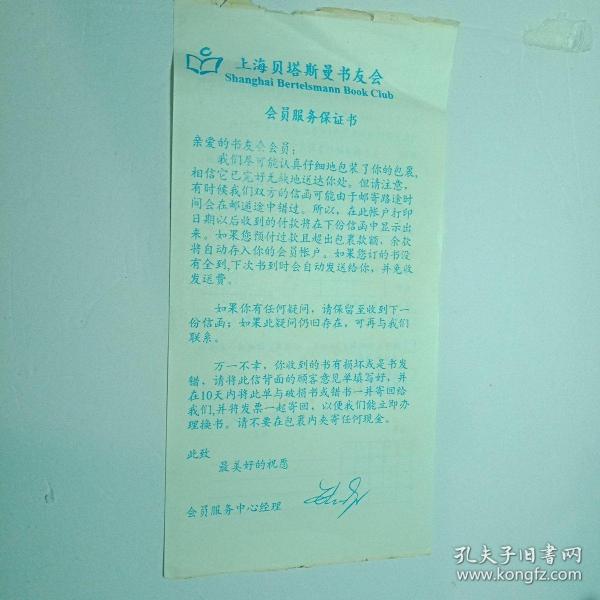 上海贝塔斯曼书友会
Shanghai Bertelsmann Book Club
会员服务保证书
亲爱的书友会会员：
我们尽可能认真仔细地包装了你的包裹，
相信它已完好无缺地送达你处。但请注意，
有时候我们双方的信函可能由于邮寄路途时
间会在邮递途中错过。所以，在此帐户打印
日期以后收到的付款将在下份信函中显示出
来。如果您预付过款且超出包裹款额，余款
将自动存入你的会员帐户。如果您订的书没
有全到，下次书到时会自动发送给你，并免收
发送费。
如果你有任何疑问，请保留至收到下一
份信函；如果此疑问仍旧存在，可再与我们
联系。
万一不幸，你收到的书有损坏或是书发
错，请将此信背面的顾客意见单填写好，并
在10天内将此单与破损书或错书一并寄回给
我们，并将发票一起寄回，以便我们能立即办
理换书。请不要在包裹内夹寄任何现金。
此致
最美好的祝愿
会员服务中心经理
孔夫子旧书网
www.kongfz.com